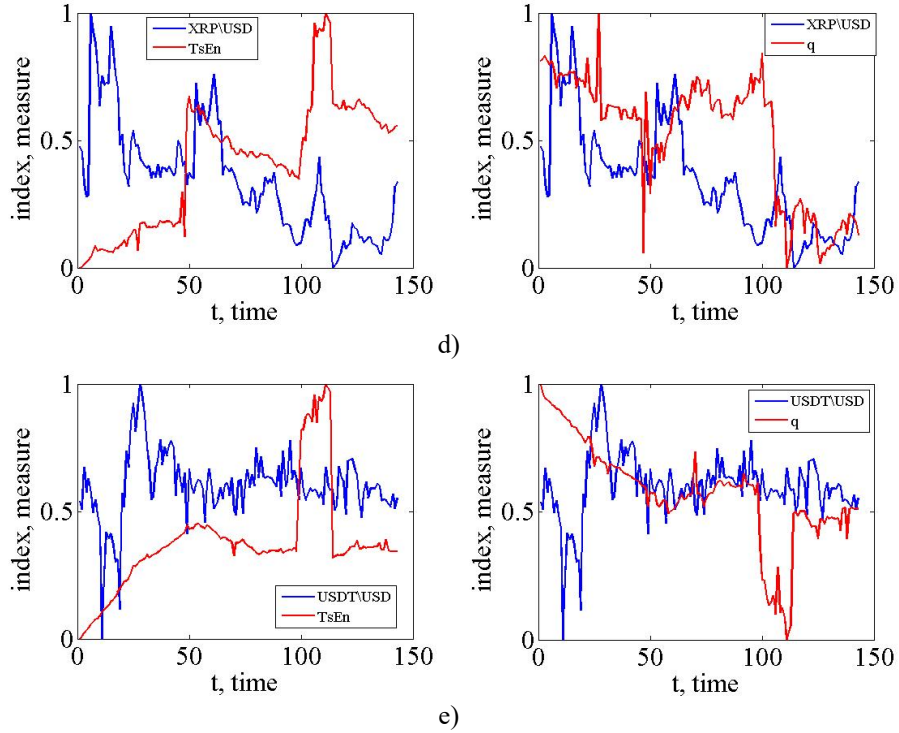 1
XRP\USD
TsEn
index, measure
0.5
0
0
50
100
150
t, time
1
XRP\USD
q
index, measure
0.5
0
0
50
100
150
t, time
d)
1
USDT\USD
TsEn
index, measure
0.5
0
0
50
100
150
t, time
1
USDT\USD
q
index, measure
0.5
0
0
50
100
150
t, time
e)